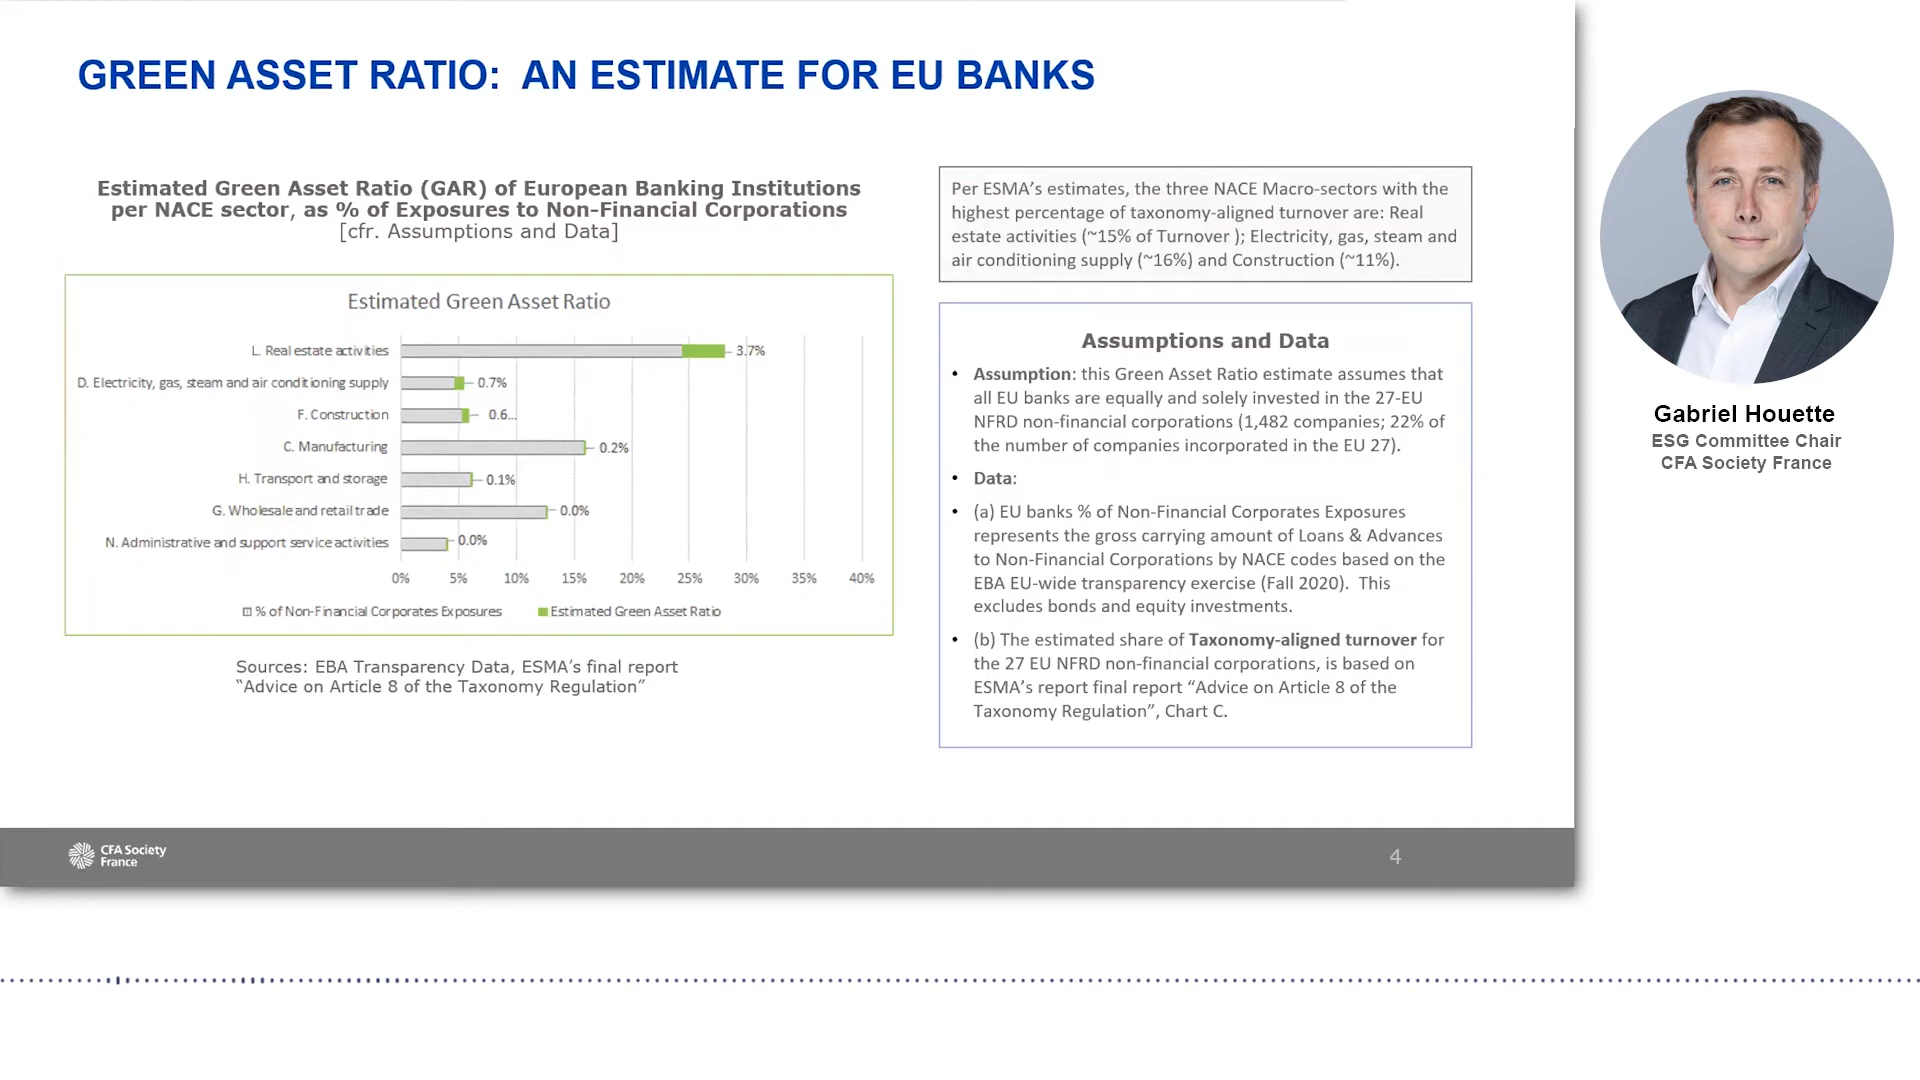 GREEN ASSET RATIO: AN ESTIMATE FOR EU BANKS
Estimated Green Asset Ratio (GAR) of European Banking Institutions
per NACE sector, as % of Exposures to Non-Financial Corporations
[cfr. Assumptions and Data]
Estimated Green Asset Ratio
L. Real estate activities 3.7%
D. Electricity, gas, steam and air conditioning supply 0.7%
F. Construction 0.6...
C. Manufacturing 0.2%
H. Transport and storage 0.1%
G. Wholesale and retail trade 0.0%
N. Administrative and support service activities 0.0%
0% 5% 10% 15% 20% 25% 30% 35% 40%
% of Non-Financial Corporates Exposures Estimated Green Asset Ratio
Sources: EBA Transparency Data, ESMA’s final report
“Advice on Article 8 of the Taxonomy Regulation”
Per ESMA’s estimates, the three NACE Macro-sectors with the
highest percentage of taxonomy-aligned turnover are: Real
estate activities (~15% of Turnover ); Electricity, gas, steam and
air conditioning supply (~16%) and Construction (~11%).
Assumptions and Data
• Assumption: this Green Asset Ratio estimate assumes that
all EU banks are equally and solely invested in the 27-EU
NFRD non-financial corporations (1,482 companies; 22% of
the number of companies incorporated in the EU 27).
• Data:
• (a) EU banks % of Non-Financial Corporates Exposures
represents the gross carrying amount of Loans & Advances
to Non-Financial Corporations by NACE codes based on the
EBA EU-wide transparency exercise (Fall 2020). This
excludes bonds and equity investments.
• (b) The estimated share of Taxonomy-aligned turnover for
the 27 EU NFRD non-financial corporations, is based on
ESMA’s report final report “Advice on Article 8 of the
Taxonomy Regulation”, Chart C.
CFA Society
France
4
Gabriel Houette
ESG Committee Chair
CFA Society France